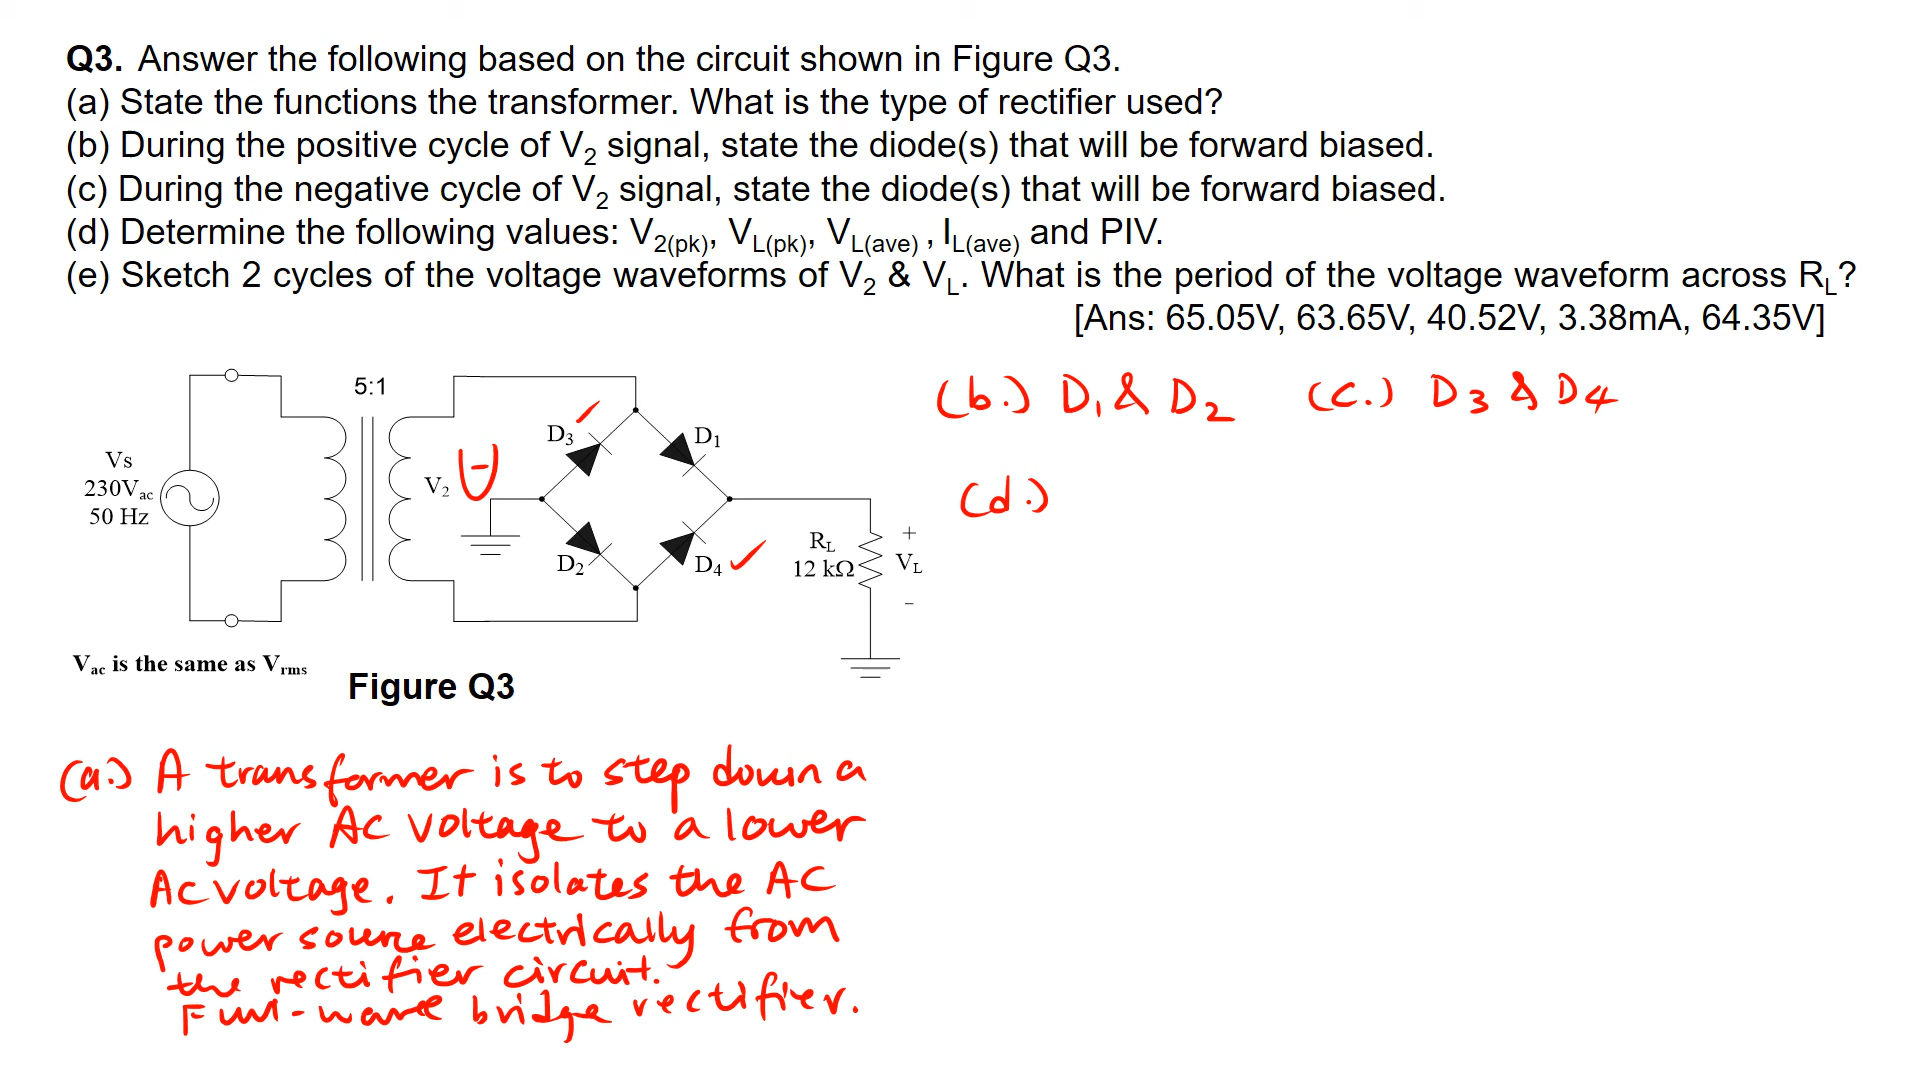 Q3. Answer the following based on the circuit shown in Figure Q3.
(a) State the functions the transformer. What is the type of rectifier used?
(b) During the positive cycle of V2 signal, state the diode(s) that will be forward biased.
(c) During the negative cycle of V2 signal, state the diode(s) that will be forward biased.
(d) Determine the following values: V2(pk), VL(pk), VL(ave) , IL(ave) and PIV.
(e) Sketch 2 cycles of the voltage waveforms of V2 & VL. What is the period of the voltage waveform across RL?
[Ans: 65.05V, 63.65V, 40.52V, 3.38mA, 64.35V]
5:1
Vs
230Vac
50 Hz
V2
D3
D1
D2
D4
RL
12 kΩ
+
VL
-
Vac is the same as Vrms
Figure Q3
(b.) D1 & D2 (c.) D3 & D4
(d.)
(a.) A transformer is to step down a
higher AC voltage to a lower
AC voltage. It isolates the AC
power source electrically from
the rectifier circuit.
Full-wave bridge rectifier.